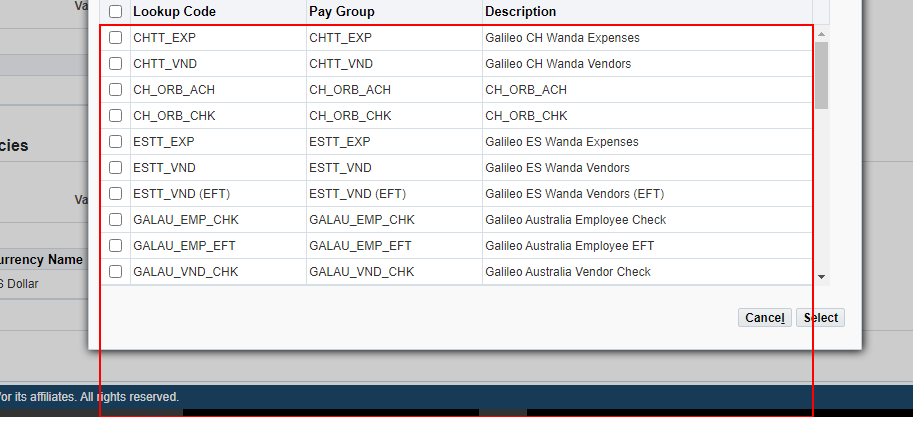 Va
Lookup Code Pay Group Description
CHTT_EXP CHTT_EXP Galileo CH Wanda Expenses
CHTT_VND CHTT_VND Galileo CH Wanda Vendors
CH_ORB_ACH CH_ORB_ACH CH_ORB_ACH
CH_ORB_CHK CH_ORB_CHK CH_ORB_CHK
ESTT_EXP ESTT_EXP Galileo ES Wanda Expenses
cies
ESTT_VND ESTT_VND Galileo ES Wanda Vendors
ESTT_VND (EFT) ESTT_VND (EFT) Galileo ES Wanda Vendors (EFT)
Va
GALAU_EMP_CHK GALAU_EMP_CHK Galileo Australia Employee Check
GALAU_EMP_EFT GALAU_EMP_EFT Galileo Australia Employee EFT
urrency Name
GALAU_VND_CHK GALAU_VND_CHK Galileo Australia Vendor Check
S Dollar
Cancel Select
/or its affiliates. All rights reserved.